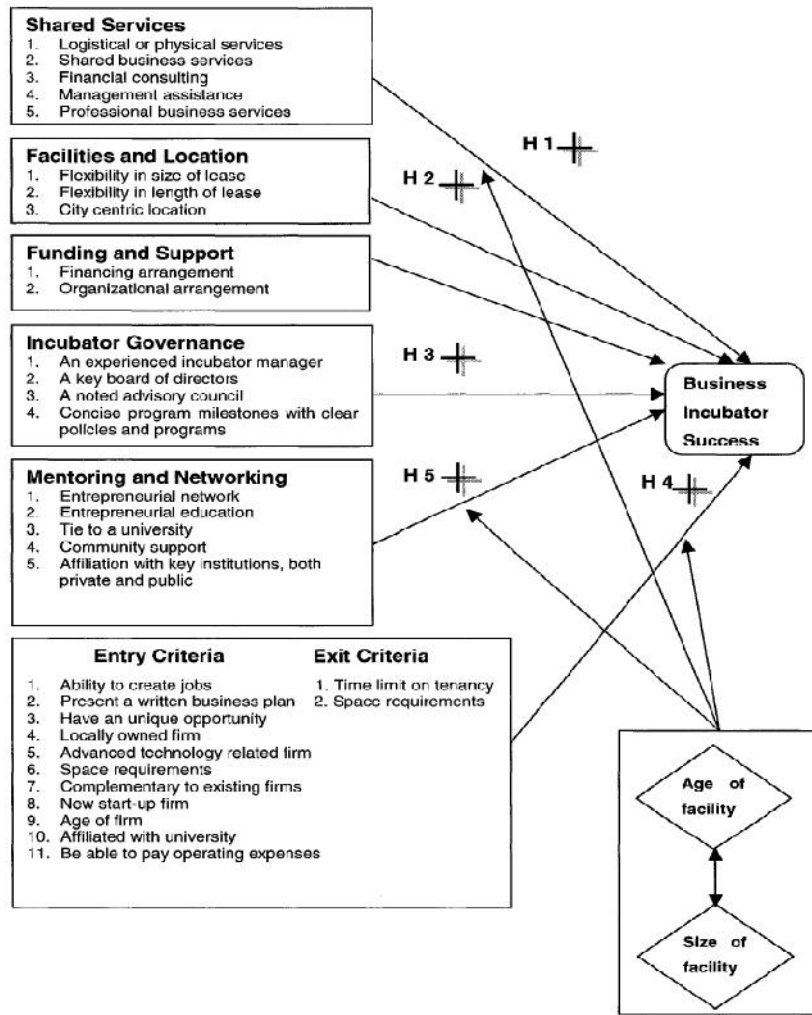 Shared Services
1. Logistical or physical services
2. Shared business services
3. Financial consulting
4. Management assistance
5. Professional business services
Facilities and Location
1. Flexibility in size of lease
2. Flexibility in length of lease
3. City centric location
Funding and Support
1. Financing arrangement
2. Organizational arrangement
Incubator Governance
1. An experienced incubator manager
2. A key board of directors
3. A noted advisory council
4. Concise program milestones with clear
policies and programs
Mentoring and Networking
1. Entrepreneurial network
2. Entrepreneurial education
3. Tie to a university
4. Community support
5. Affiliation with key institutions, both
private and public
Entry Criteria
1. Ability to create jobs
2. Present a written business plan
3. Have an unique opportunity
4. Locally owned firm
5. Advanced technology related firm
6. Space requirements
7. Complementary to existing firms
8. New start-up firm
9. Age of firm
10. Affiliated with university
11. Be able to pay operating expenses
Exit Criteria
1. Time limit on tenancy
2. Space requirements
H 1 +
H 2 +
H 3 +
H 5 +
H 4 +
Business
Incubator
Success
Age of
facility
Size of
facility